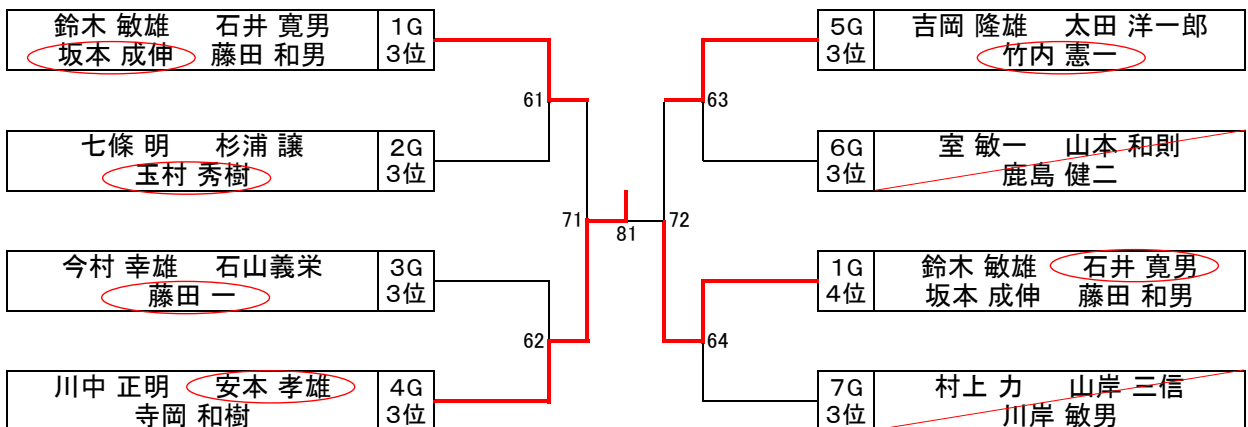 鈴木 敏雄 石井 寛男 1G
坂本 成伸 藤田 和男 3位
61
七條 明 杉浦 譲 2G
玉村 秀樹 3位
71
今村 幸雄 石山義栄 3G
藤田 一 3位
62
川中 正明 安本 孝雄 4G
寺岡 和樹 3位
81
5G 吉岡 隆雄 太田 洋一郎
3位 竹内 憲一
63
6G 室 敏一 山本 和則
3位 鹿島 健二
72
1G 鈴木 敏雄 石井 寛男
4位 坂本 成伸 藤田 和男
64
7G 村上 力 山岸 三信
3位 川岸 敏男